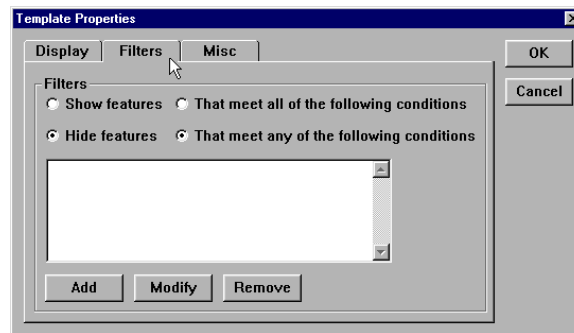 Template Properties
Display Filters Misc
OK
Cancel
Filters
Show features That meet all of the following conditions
Hide features That meet any of the following conditions
Add Modify Remove